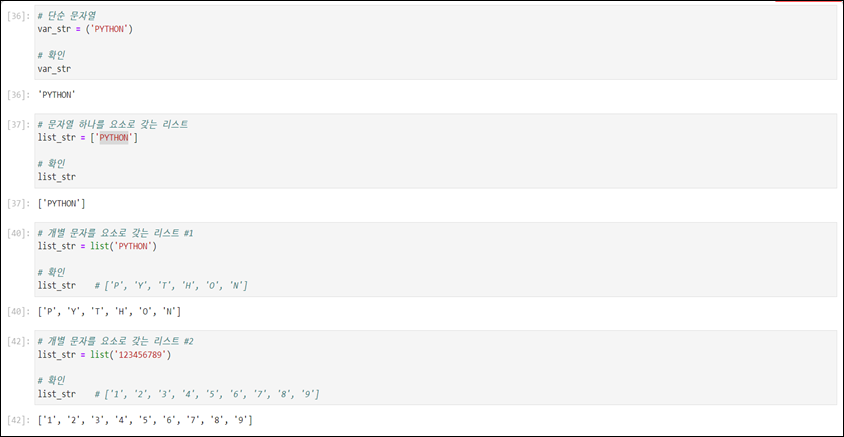 [36]: # 단순 문자열
var_str = ('PYTHON')
# 확인
var_str
[36]: 'PYTHON'
[37]: # 문자열 하나를 요소로 갖는 리스트
list_str = ['PYTHON']
# 확인
list_str
[37]: ['PYTHON']
[40]: # 개별 문자를 요소로 갖는 리스트 #1
list_str = list('PYTHON')
# 확인
list_str # ['P', 'Y', 'T', 'H', 'O', 'N']
[40]: ['P', 'Y', 'T', 'H', 'O', 'N']
[42]: # 개별 문자를 요소로 갖는 리스트 #2
list_str = list('123456789')
# 확인
list_str # ['1', '2', '3', '4', '5', '6', '7', '8', '9']
[42]: ['1', '2', '3', '4', '5', '6', '7', '8', '9']